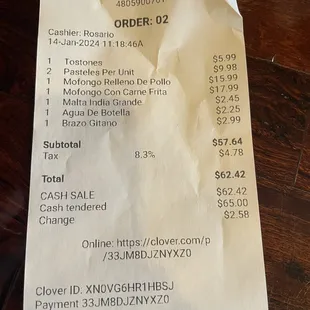 4805900701
ORDER: 02
Cashier: Rosario
14-Jan-2024 11:18:46A
1 Tostones $5.99
2 Pasteles Per Unit $9.98
1 Mofongo Relleno De Pollo $15.99
1 Mofongo Con Carne Frita $17.99
1 Malta India Grande $2.45
1 Agua De Botella $2.25
1 Brazo Gitano $2.99
Subtotal $57.64
Tax 8.3% $4.78
Total $62.42
CASH SALE $62.42
Cash tendered $65.00
Change $2.58
Online: https://clover.com/p
/33JM8DJZNYXZ0
Clover ID: XN0VG6HR1HBSJ
Payment 33JM8DJZNYXZ0